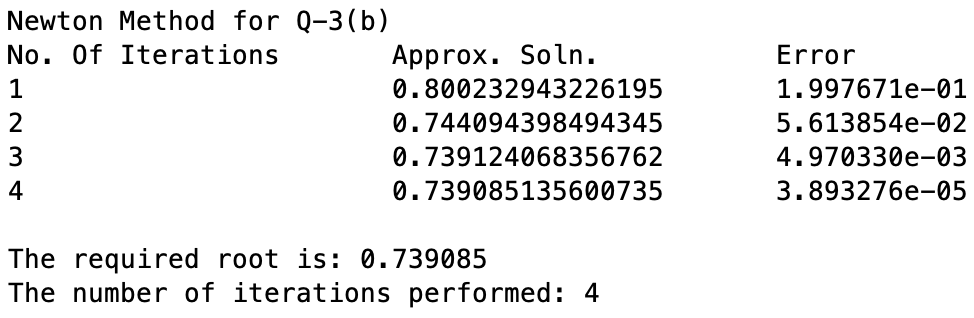 Newton Method for Q-3(b)
No. Of Iterations Approx. Soln. Error
1 0.800232943226195 1.997671e-01
2 0.744094398494345 5.613854e-02
3 0.739124068356762 4.970330e-03
4 0.739085135600735 3.893276e-05
The required root is: 0.739085
The number of iterations performed: 4